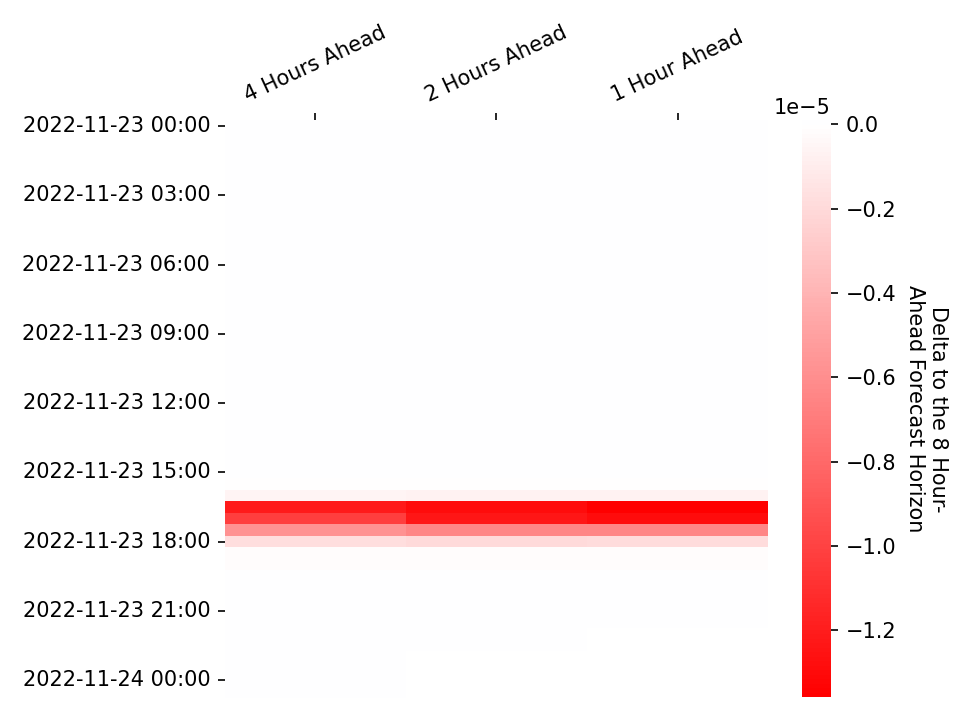 4 Hours Ahead
2 Hours Ahead
1 Hour Ahead
2022-11-23 00:00
2022-11-23 03:00
2022-11-23 06:00
2022-11-23 09:00
2022-11-23 12:00
2022-11-23 15:00
2022-11-23 18:00
2022-11-23 21:00
2022-11-24 00:00
1e−5
0.0
−0.2
−0.4
−0.6
−0.8
−1.0
−1.2
Delta to the 8 Hour-
Ahead Forecast Horizon